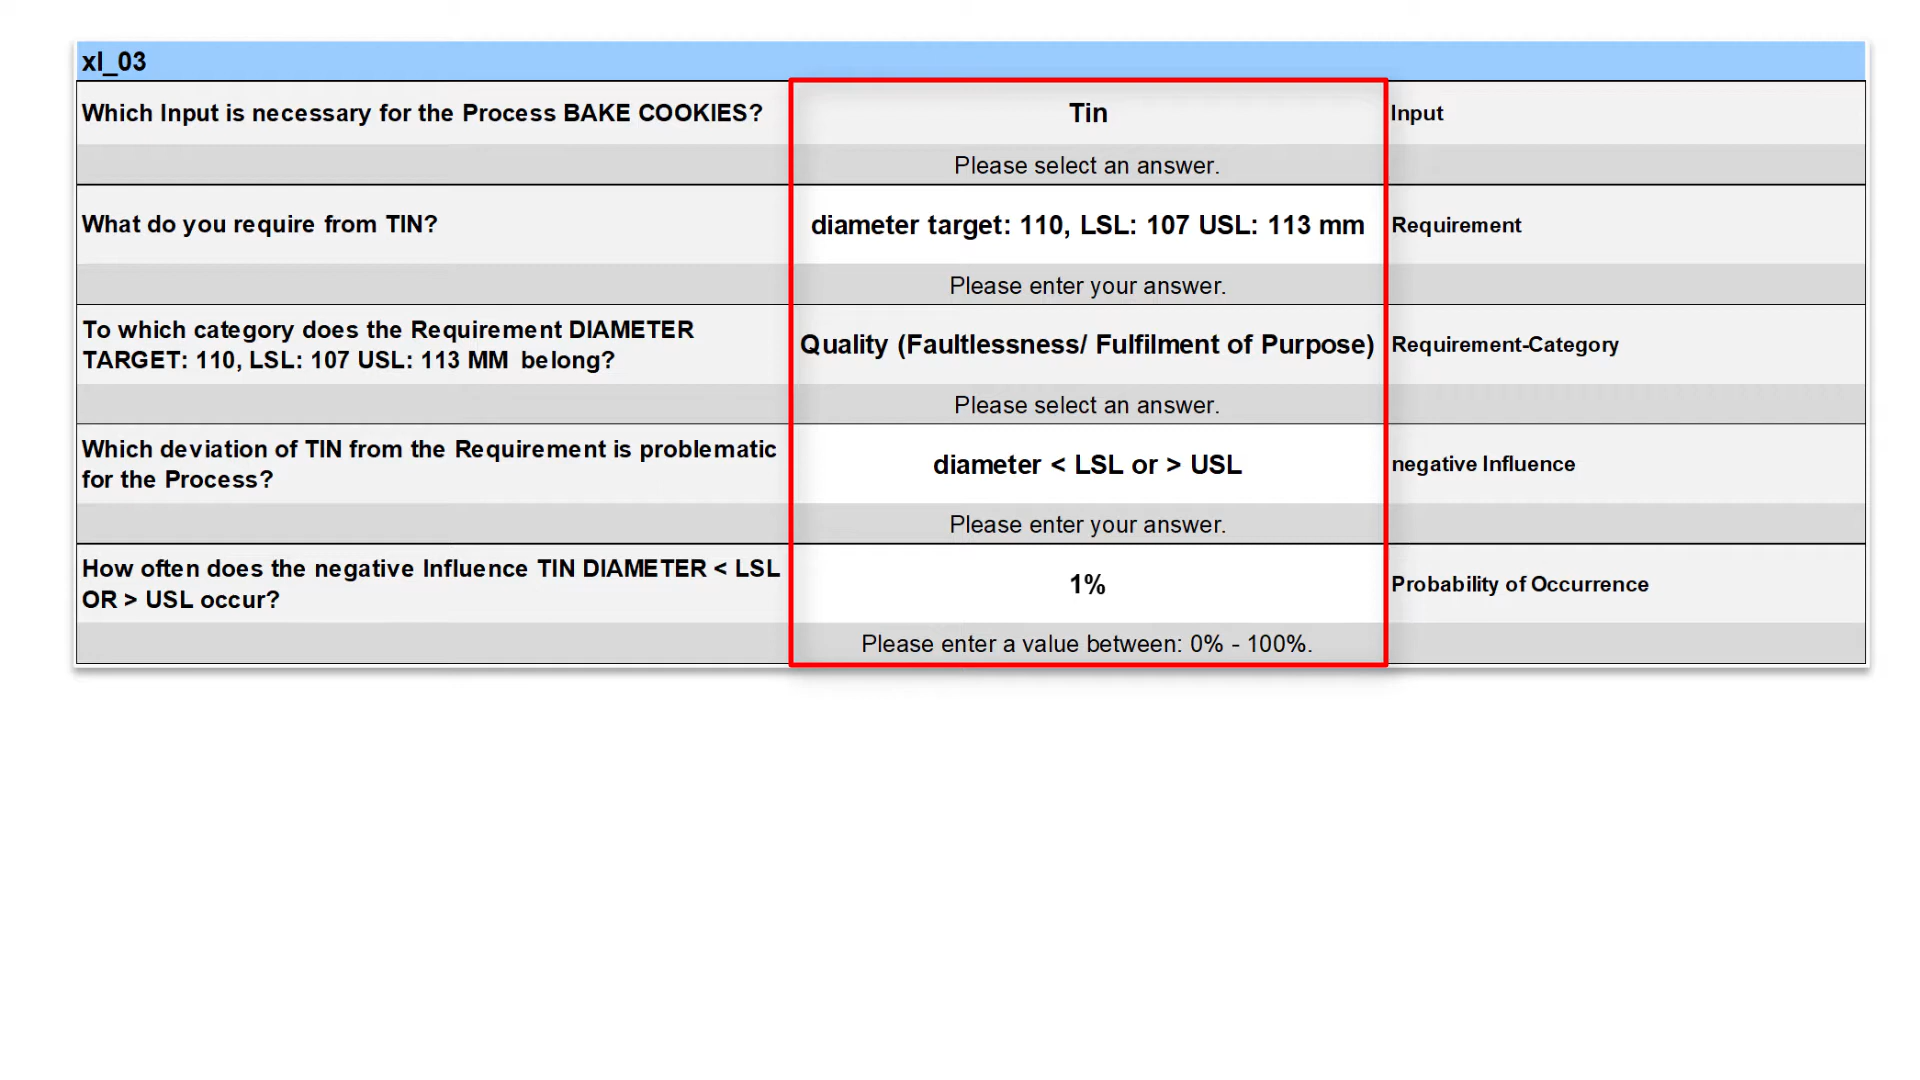 xl_03
Which Input is necessary for the Process BAKE COOKIES?
Tin
Input
Please select an answer.
What do you require from TIN?
diameter target: 110, LSL: 107 USL: 113 mm
Requirement
Please enter your answer.
To which category does the Requirement DIAMETER
TARGET: 110, LSL: 107 USL: 113 MM belong?
Quality (Faultlessness/ Fulfilment of Purpose)
Requirement-Category
Please select an answer.
Which deviation of TIN from the Requirement is problematic
for the Process?
diameter < LSL or > USL
negative Influence
Please enter your answer.
How often does the negative Influence TIN DIAMETER < LSL
OR > USL occur?
1%
Probability of Occurrence
Please enter a value between: 0% - 100%.